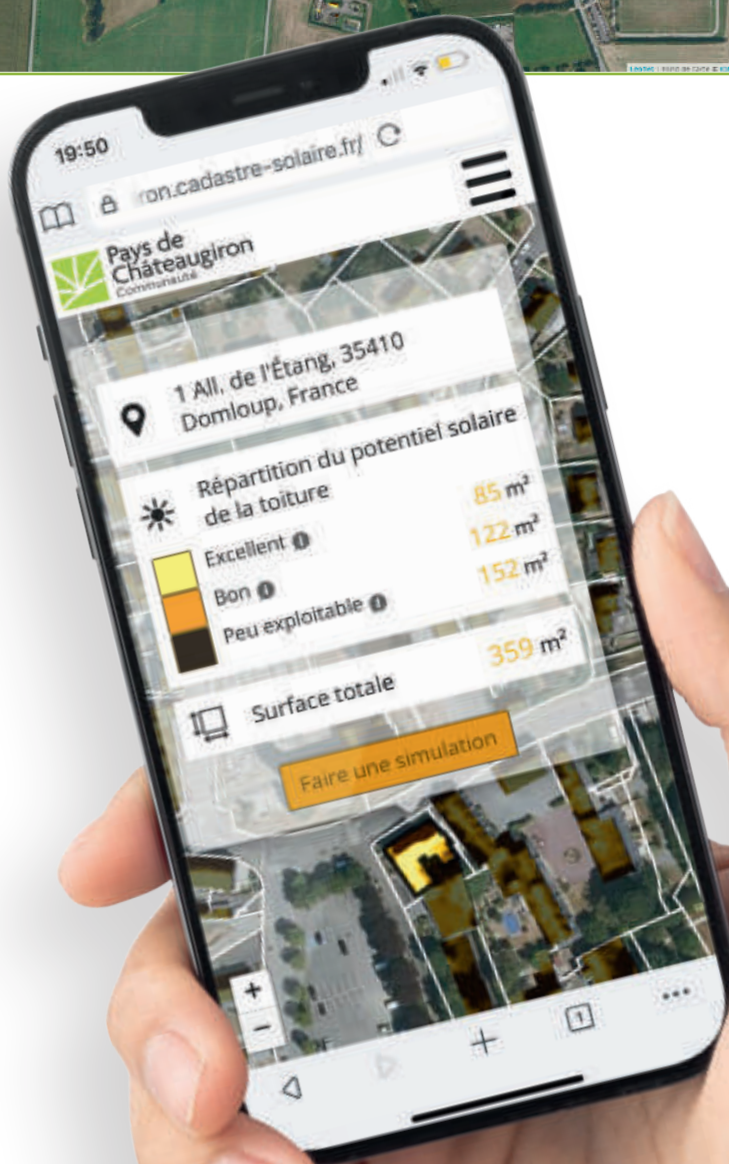 19:50
ron.cadastre-solaire.fr/
Pays de
Châteaugiron
Communauté
1 All. de l'Étang, 35410
Domloup, France
Répartition du potentiel solaire
de la toiture
Excellent 85 m²
Bon 122 m²
Peu exploitable 152 m²
Surface totale 359 m²
Faire une simulation
+
−
1